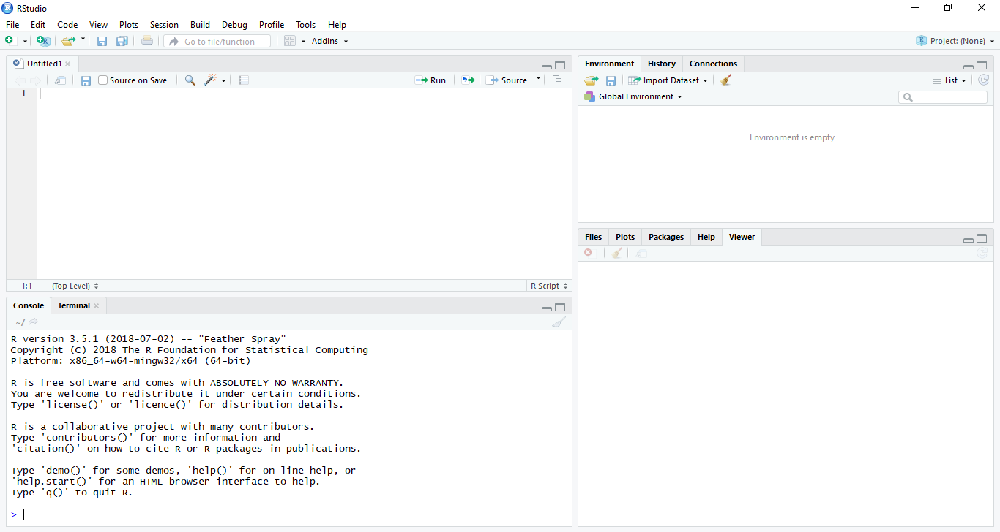 RStudio
File Edit Code View Plots Session Build Debug Profile Tools Help
Go to file/function Addins Project: (None)
Untitled1
Source on Save Run Source
1
1:1 (Top Level) R Script
Console Terminal
~/
R version 3.5.1 (2018-07-02) -- "Feather Spray"
Copyright (C) 2018 The R Foundation for Statistical Computing
Platform: x86_64-w64-mingw32/x64 (64-bit)
R is free software and comes with ABSOLUTELY NO WARRANTY.
You are welcome to redistribute it under certain conditions.
Type 'license()' or 'licence()' for distribution details.
R is a collaborative project with many contributors.
Type 'contributors()' for more information and
'citation()' on how to cite R or R packages in publications.
Type 'demo()' for some demos, 'help()' for on-line help, or
'help.start()' for an HTML browser interface to help.
Type 'q()' to quit R.
>
Environment History Connections
Import Dataset List
Global Environment
Environment is empty
Files Plots Packages Help Viewer